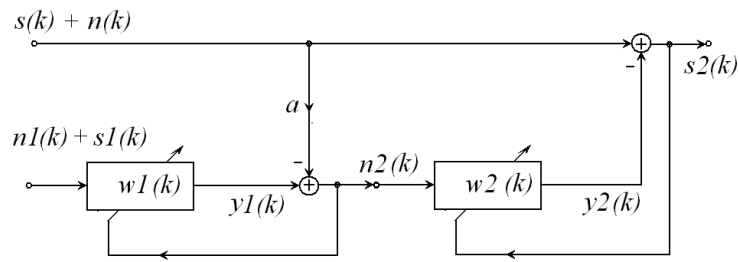 s(k) + n(k)
+
–
s2(k)
a
n1(k) + s1(k)
–
n2(k)
w1(k)
+
w2(k)
y1(k)
y2(k)